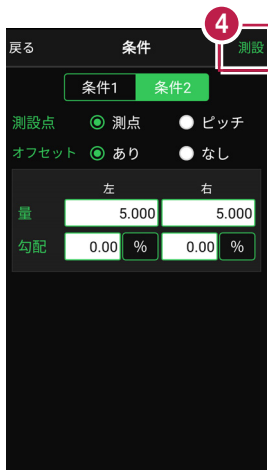 4
戻る 条件 測設
条件1 条件2
測設点 測点 ピッチ
オフセット あり なし
左 右
量 5.000 5.000
勾配 0.00 % 0.00 %